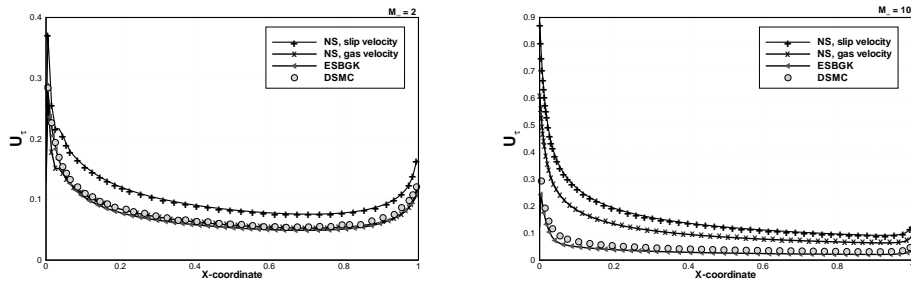 M∞ = 2
0.4
0.3
0.2
0.1
0
0
0.2
0.4
0.6
0.8
1
Uτ
X-coordinate
NS, slip velocity
NS, gas velocity
ESBGK
DSMC
M∞ = 10
0.9
0.8
0.7
0.6
0.5
0.4
0.3
0.2
0.1
0
0
0.2
0.4
0.6
0.8
1
Uτ
X-coordinate
NS, slip velocity
NS, gas velocity
ESBGK
DSMC